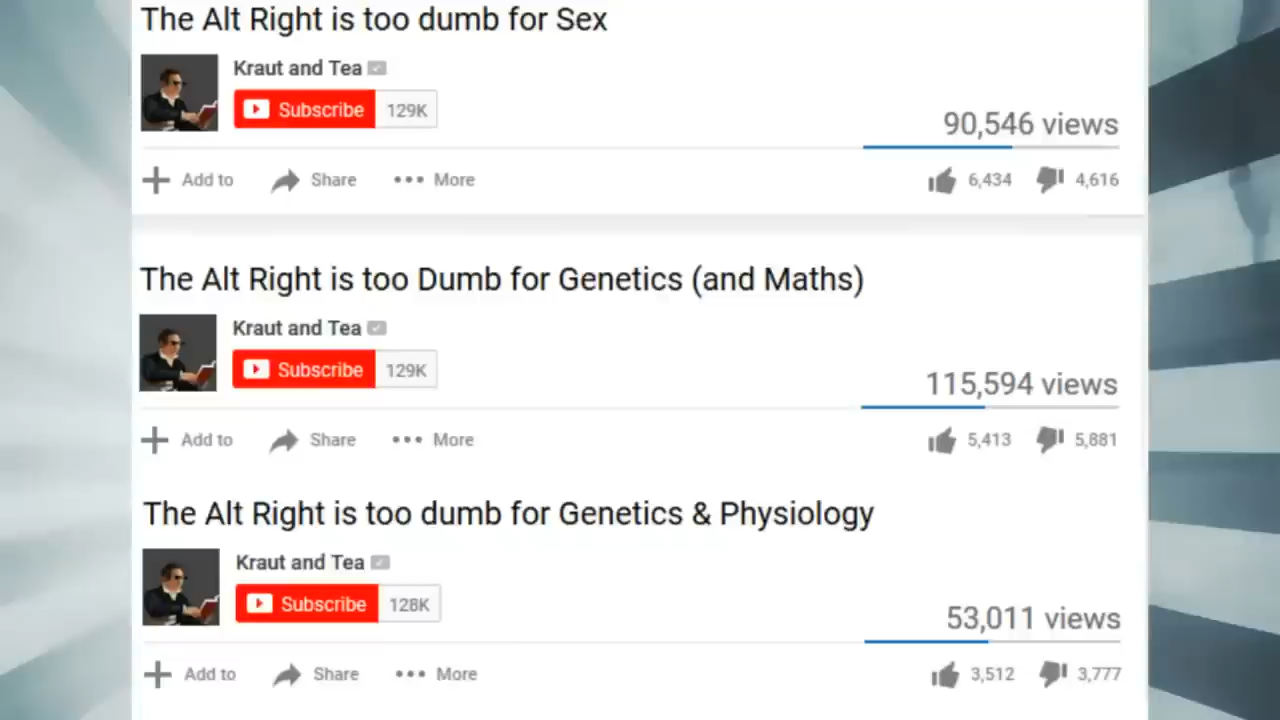 The Alt Right is too dumb for Sex
Kraut and Tea
Subscribe 129K
90,546 views
Add to Share More 6,434 4,616
The Alt Right is too Dumb for Genetics (and Maths)
Kraut and Tea
Subscribe 129K
115,594 views
Add to Share More 5,413 5,881
The Alt Right is too dumb for Genetics & Physiology
Kraut and Tea
Subscribe 128K
53,011 views
Add to Share More 3,512 3,777